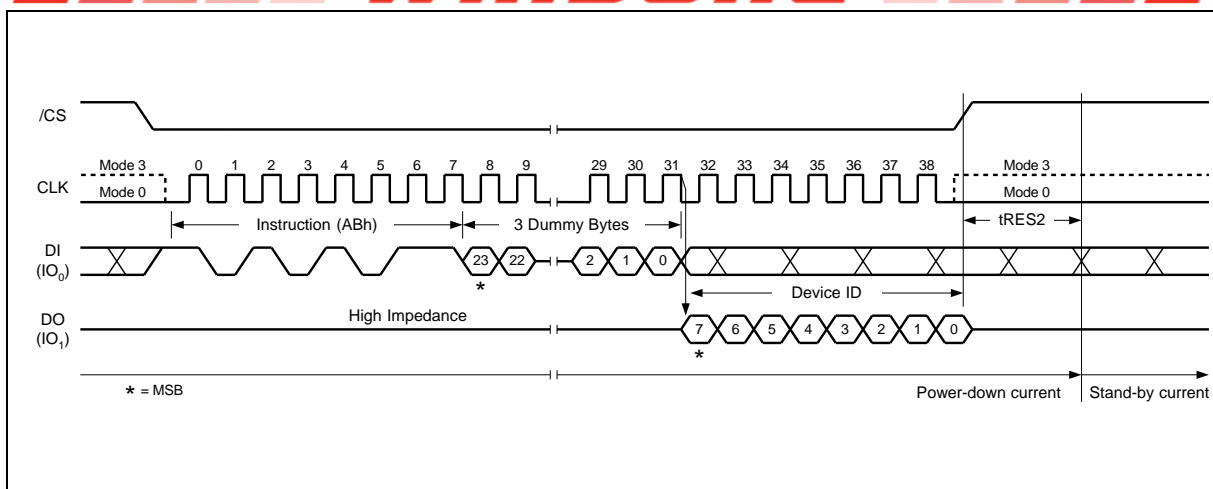 /CS
Mode 3 0 1 2 3 4 5 6 7 8 9 29 30 31 32 33 34 35 36 37 38 Mode 3
CLK
Mode 0 Mode 0
Instruction (ABh) 3 Dummy Bytes tRES2
DI
(IO0) 23 22 2 1 0
*
Device ID
High Impedance
DO
(IO1) 7 6 5 4 3 2 1 0
*
* = MSB
Power-down current Stand-by current